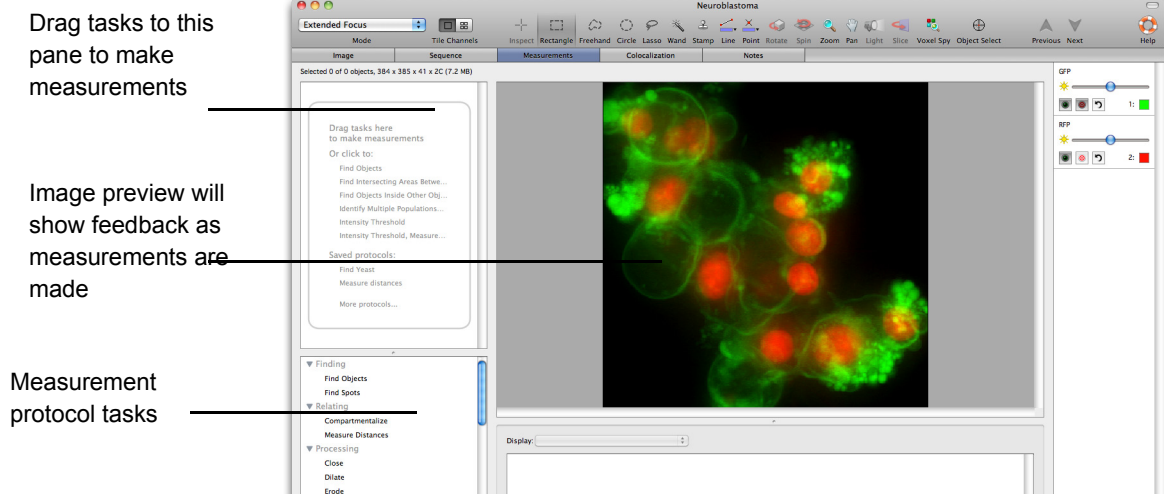 Drag tasks to this
pane to make
measurements
Image preview will
show feedback as
measurements are
made
Measurement
protocol tasks
Neuroblastoma
Extended Focus
Mode
Tile Channels
Inspect Rectangle Freehand Circle Lasso Wand Stamp Line Point Rotate Spin Zoom Pan Light Slice Voxel Spy Object Select
Previous Next
Help
Image Sequence Measurements Colocalization Notes
Selected 0 of 0 objects, 384 x 385 x 41 x 2C (7.2 MB)
Drag tasks here
to make measurements
Or click to:
Find Objects
Find Intersecting Areas Betwe...
Find Objects Inside Other Obj...
Identify Multiple Populations...
Intensity Threshold
Intensity Threshold, Measure...
Saved protocols:
Find Yeast
Measure distances
More protocols...
Finding
Find Objects
Find Spots
Relating
Compartmentalize
Measure Distances
Processing
Close
Dilate
Erode
Display:
GFP
1:
RFP
2: